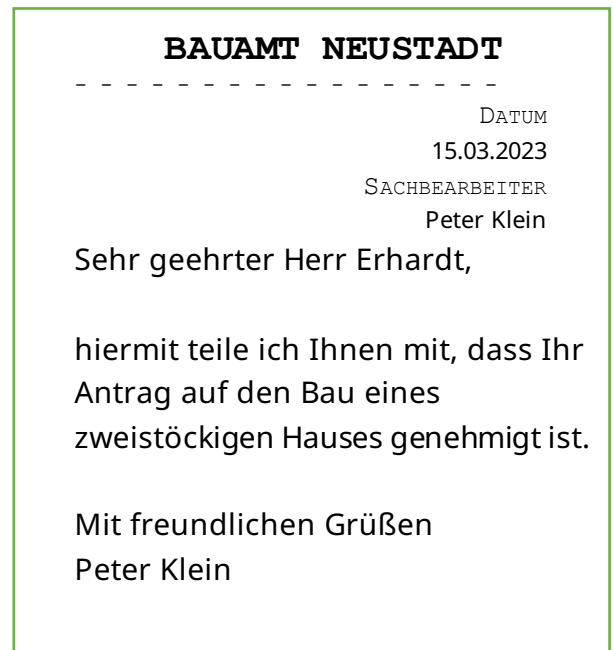 BAUAMT NEUSTADT
- - - - - - - - - - - - - - - - -
DATUM
15.03.2023
SACHBEARBEITER
Peter Klein
Sehr geehrter Herr Erhardt,
hiermit teile ich Ihnen mit, dass Ihr
Antrag auf den Bau eines
zweistöckigen Hauses genehmigt ist.
Mit freundlichen Grüßen
Peter Klein